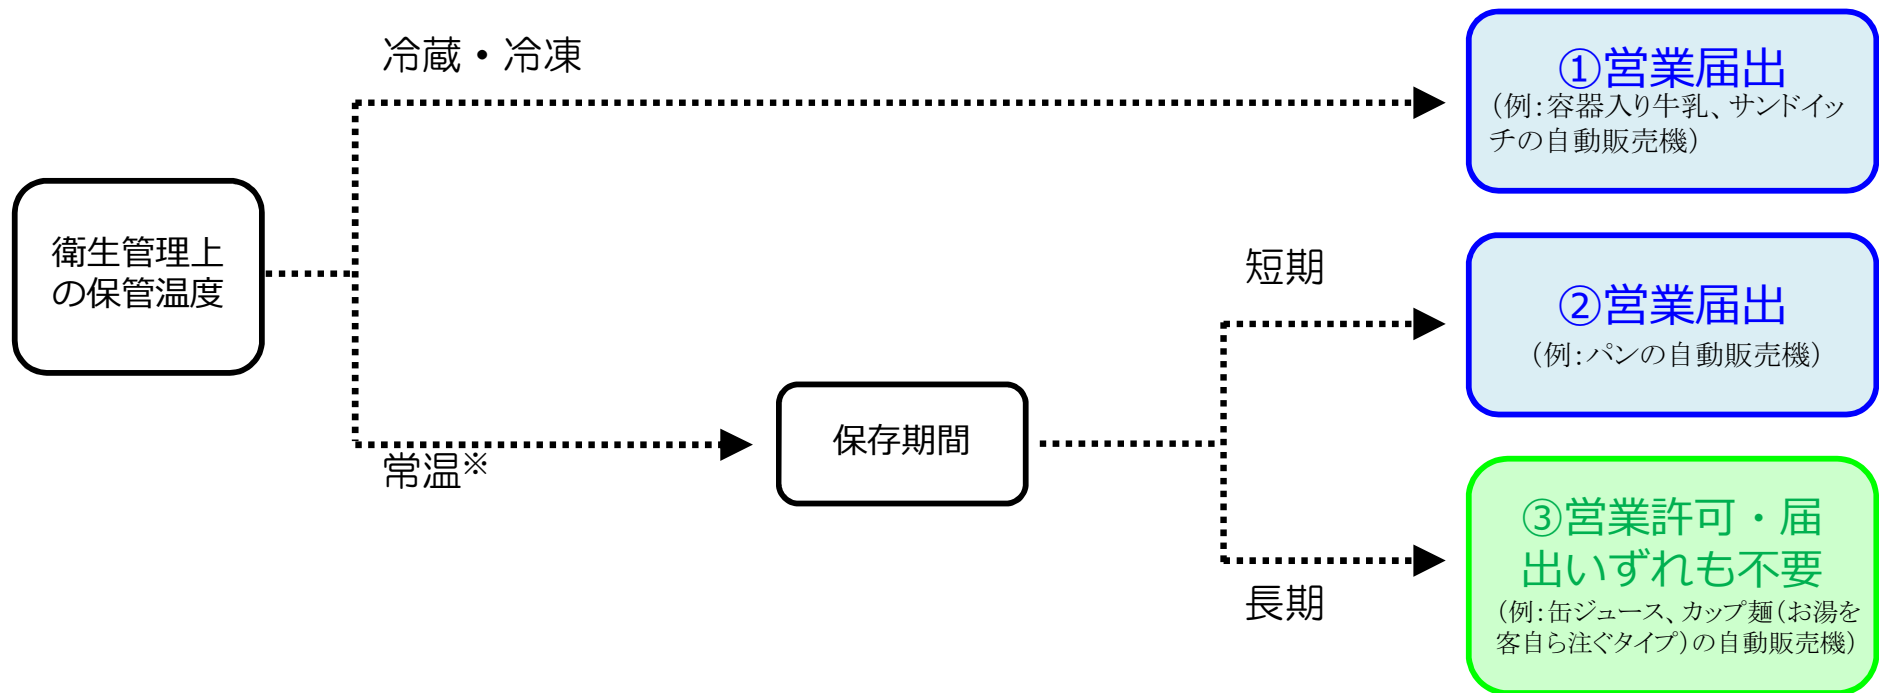 冷蔵・冷凍
①営業届出
（例：容器入り牛乳、サンドイッ
チの自動販売機）
衛生管理上
の保管温度
短期
②営業届出
（例：パンの自動販売機）
保存期間
常温※
③営業許可・届
出いずれも不要
（例：缶ジュース、カップ麺（お湯を
客自ら注ぐタイプ）の自動販売機）
長期